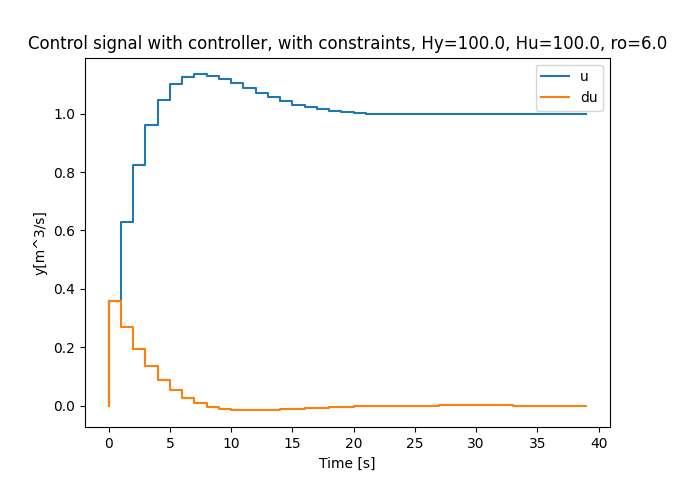 Control signal with controller, with constraints, Hy=100.0, Hu=100.0, ro=6.0
u
du
y[m^3/s]
1.0
0.8
0.6
0.4
0.2
0.0
0 5 10 15 20 25 30 35 40
Time [s]